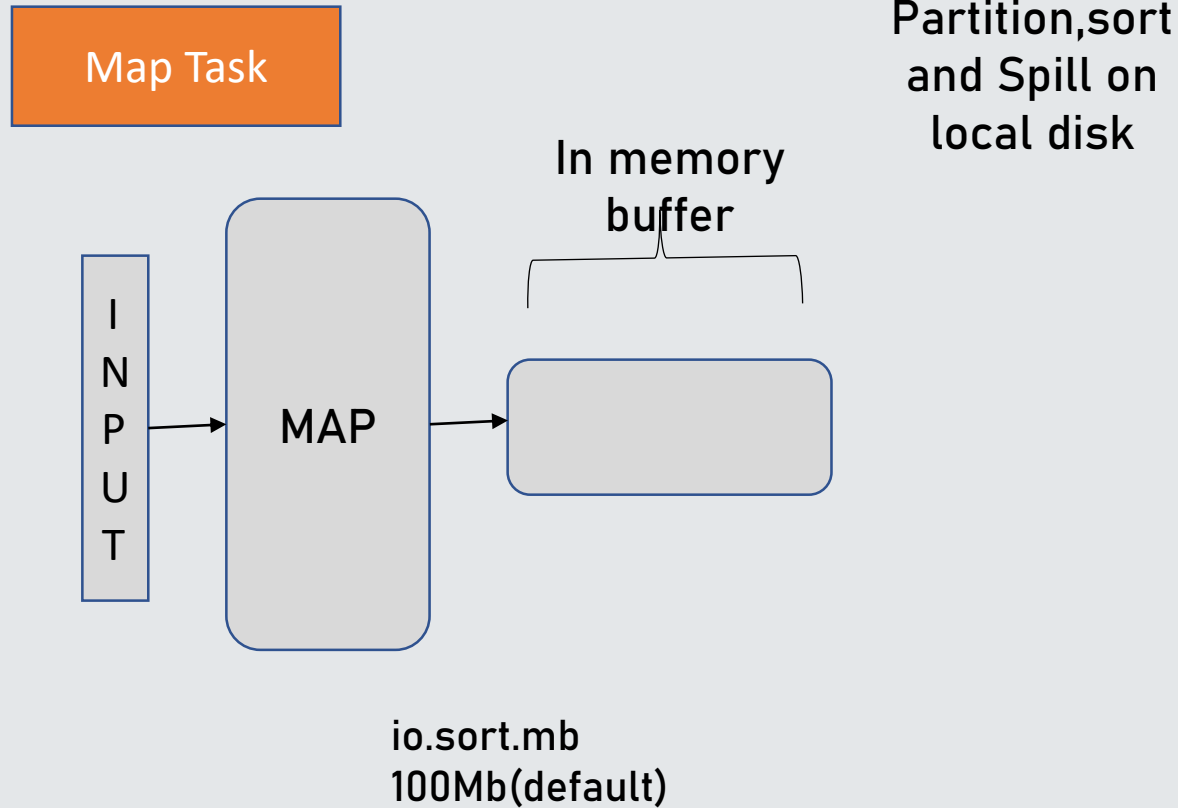 Map Task
Partition,sort
and Spill on
local disk
In memory
buffer
I
N
P
U
T
MAP
io.sort.mb
100Mb(default)